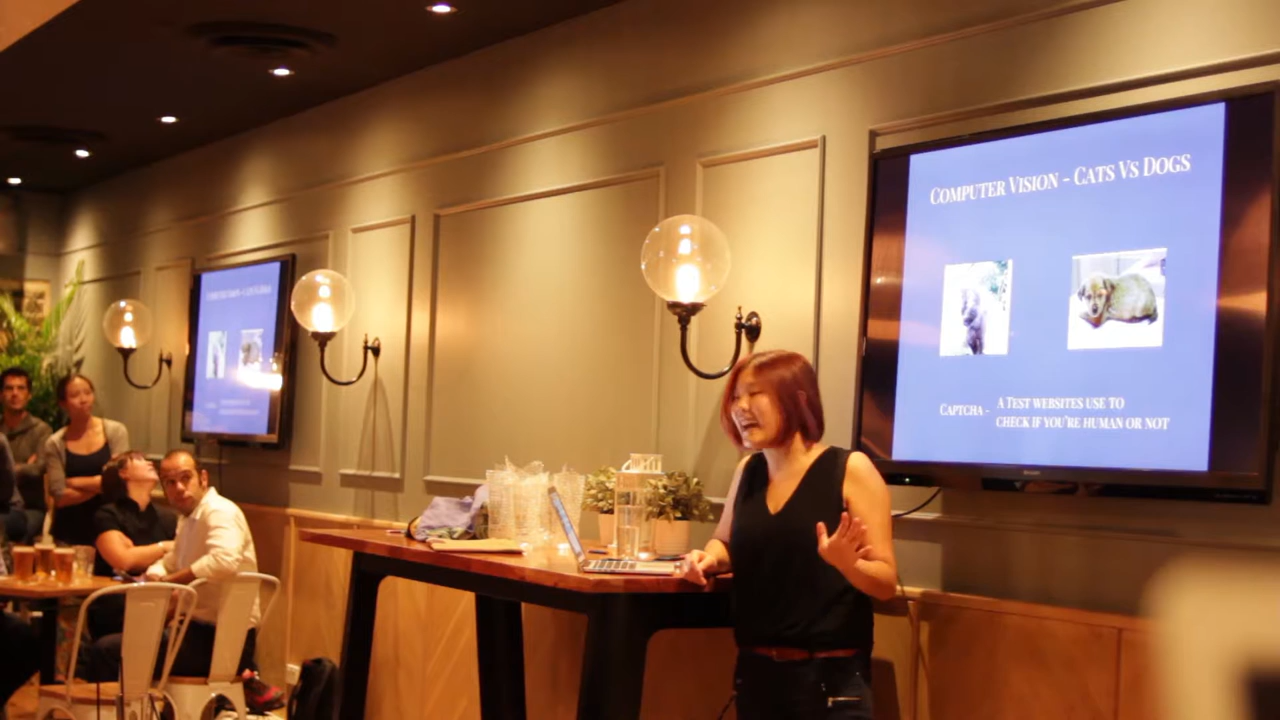 Computer Vision - Cats Vs Dogs
Captcha - A Test websites use to
check if you're human or not